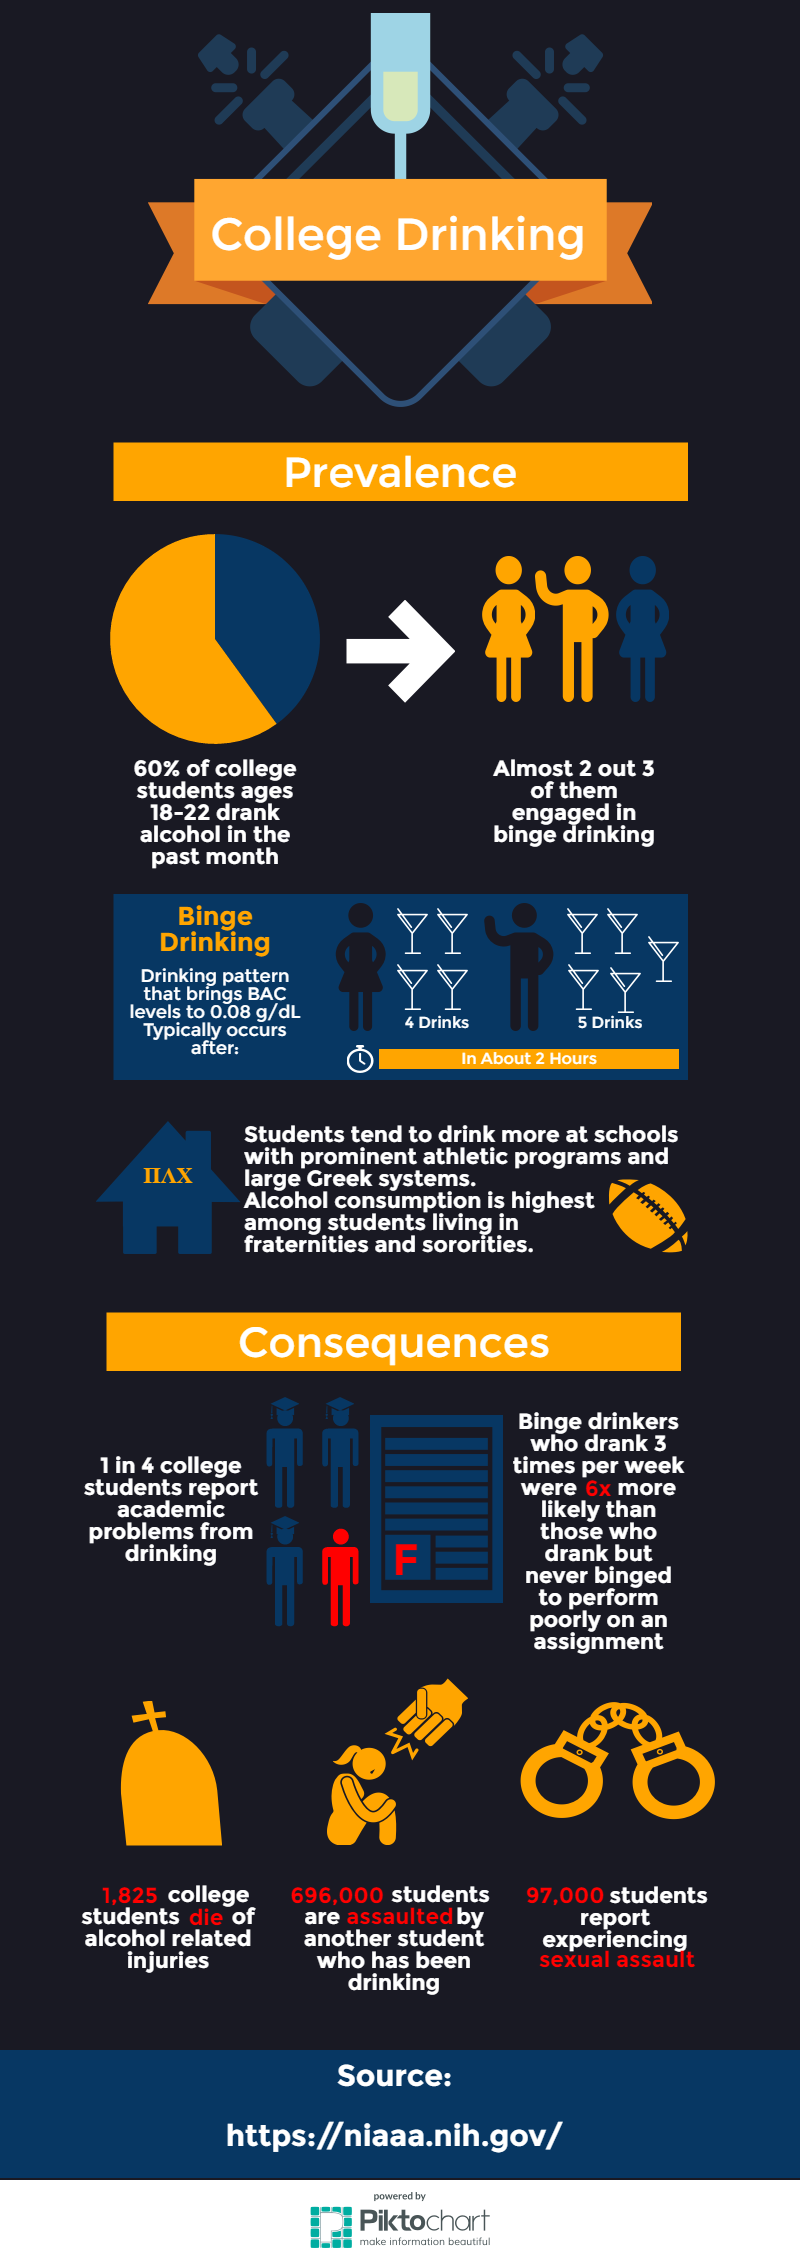 College Drinking
Prevalence
60% of college
students ages
18-22 drank
alcohol in the
past month
Almost 2 out 3
of them
engaged in
binge drinking
Binge
Drinking
Drinking pattern
that brings BAC
levels to 0.08 g/dL
Typically occurs
after:
4 Drinks
5 Drinks
In About 2 Hours
ΠΛΧ
Students tend to drink more at schools
with prominent athletic programs and
large Greek systems.
Alcohol consumption is highest
among students living in
fraternities and sororities.
Consequences
1 in 4 college
students report
academic
problems from
drinking
F
Binge drinkers
who drank 3
times per week
were 6x more
likely than
those who
drank but
never binged
to perform
poorly on an
assignment
1,825 college
students die of
alcohol related
injuries
696,000 students
are assaulted by
another student
who has been
drinking
97,000 students
report
experiencing
sexual assault
Source:
https://niaaa.nih.gov/
powered by
Piktochart
make information beautiful